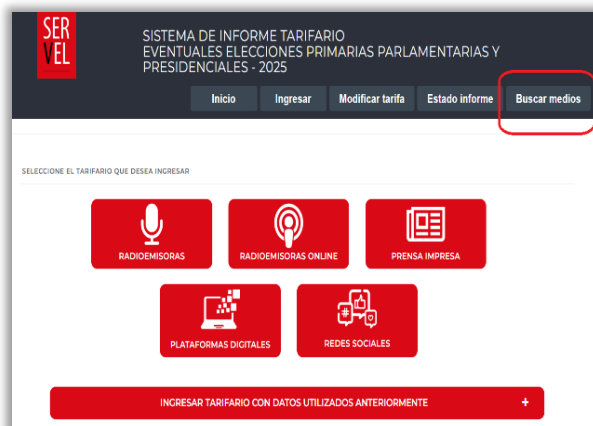 SER
VEL
SISTEMA DE INFORME TARIFARIO
EVENTUALES ELECCIONES PRIMARIAS PARLAMENTARIAS Y
PRESIDENCIALES - 2025
Inicio Ingresar Modificar tarifa Estado informe Buscar medios
SELECCIONE EL TARIFARIO QUE DESEA INGRESAR
RADIOEMISORAS RADIOEMISORAS ONLINE PRENSA IMPRESA
PLATAFORMAS DIGITALES REDES SOCIALES
INGRESAR TARIFARIO CON DATOS UTILIZADOS ANTERIORMENTE +